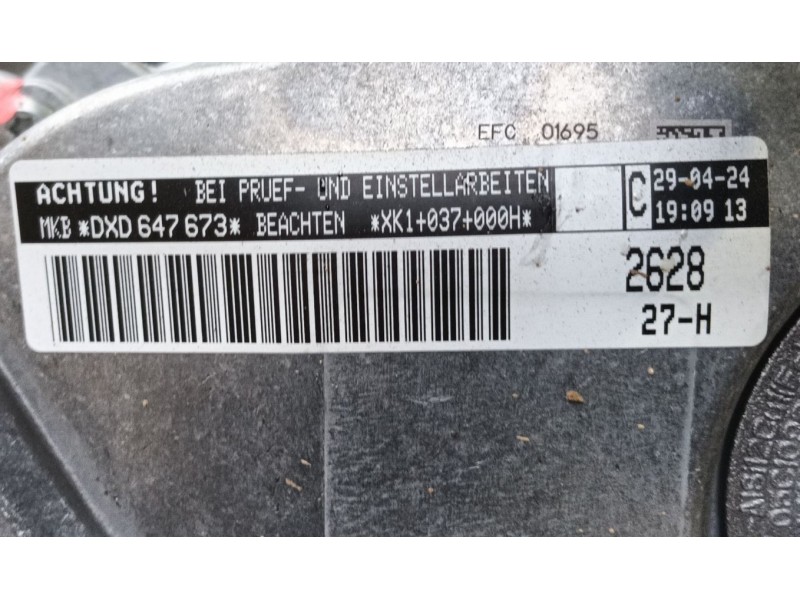 EFC 01695
ACHTUNG! BEI PRUEF- UND EINSTELLARBEITEN
MKB *DXD 647 673* BEACHTEN *XK1+037+000H*
C
29-04-24
19:09 13
2628
27-H